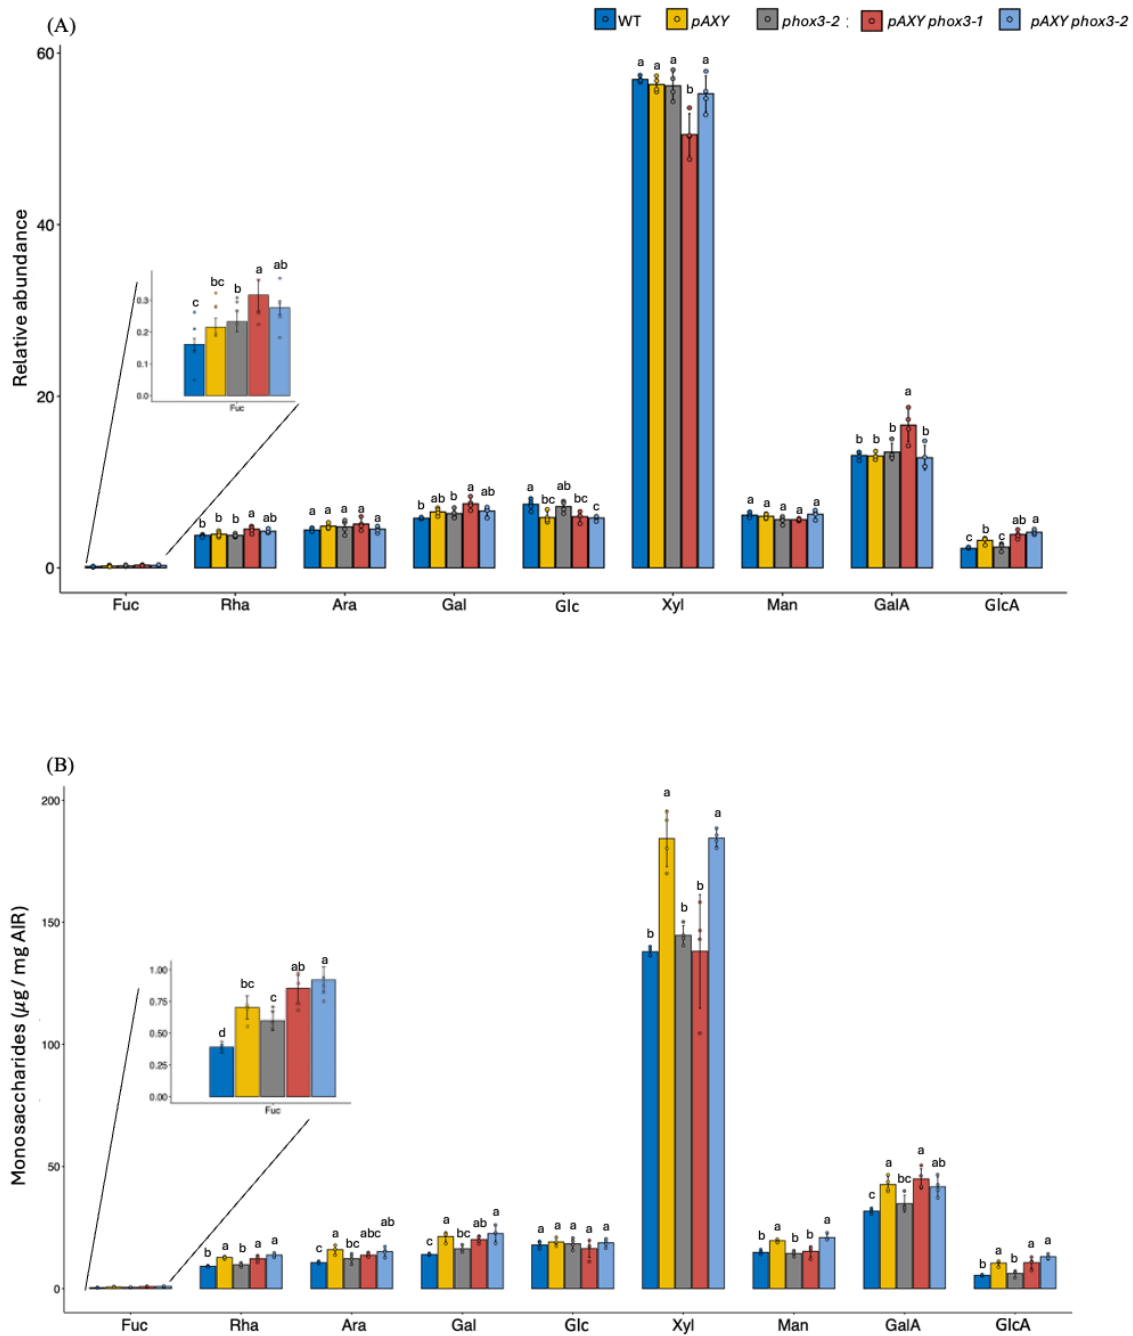 (A)
WT pAXY phox3-2 : pAXY phox3-1 pAXY phox3-2
60
40
20
0
Relative abundance
a a a b a
0.3
0.2
0.1
0.0
c bc b a ab
Fuc
b b b a ab
a a a a a
b ab b a ab
a bc ab bc c
a a a a a
b b b a b
c b c ab a
Fuc Rha Ara Gal Glc Xyl Man GalA GlcA
(B)
200
150
100
50
0
Monosaccharides (µg / mg AIR)
b a b b a
1.00
0.75
0.50
0.25
0.00
d bc c ab a
Fuc
b a b a a
c a bc abc ab
c a bc ab a
a a a a a
b a b b a
c a bc a ab
b a b a a
Fuc Rha Ara Gal Glc Xyl Man GalA GlcA